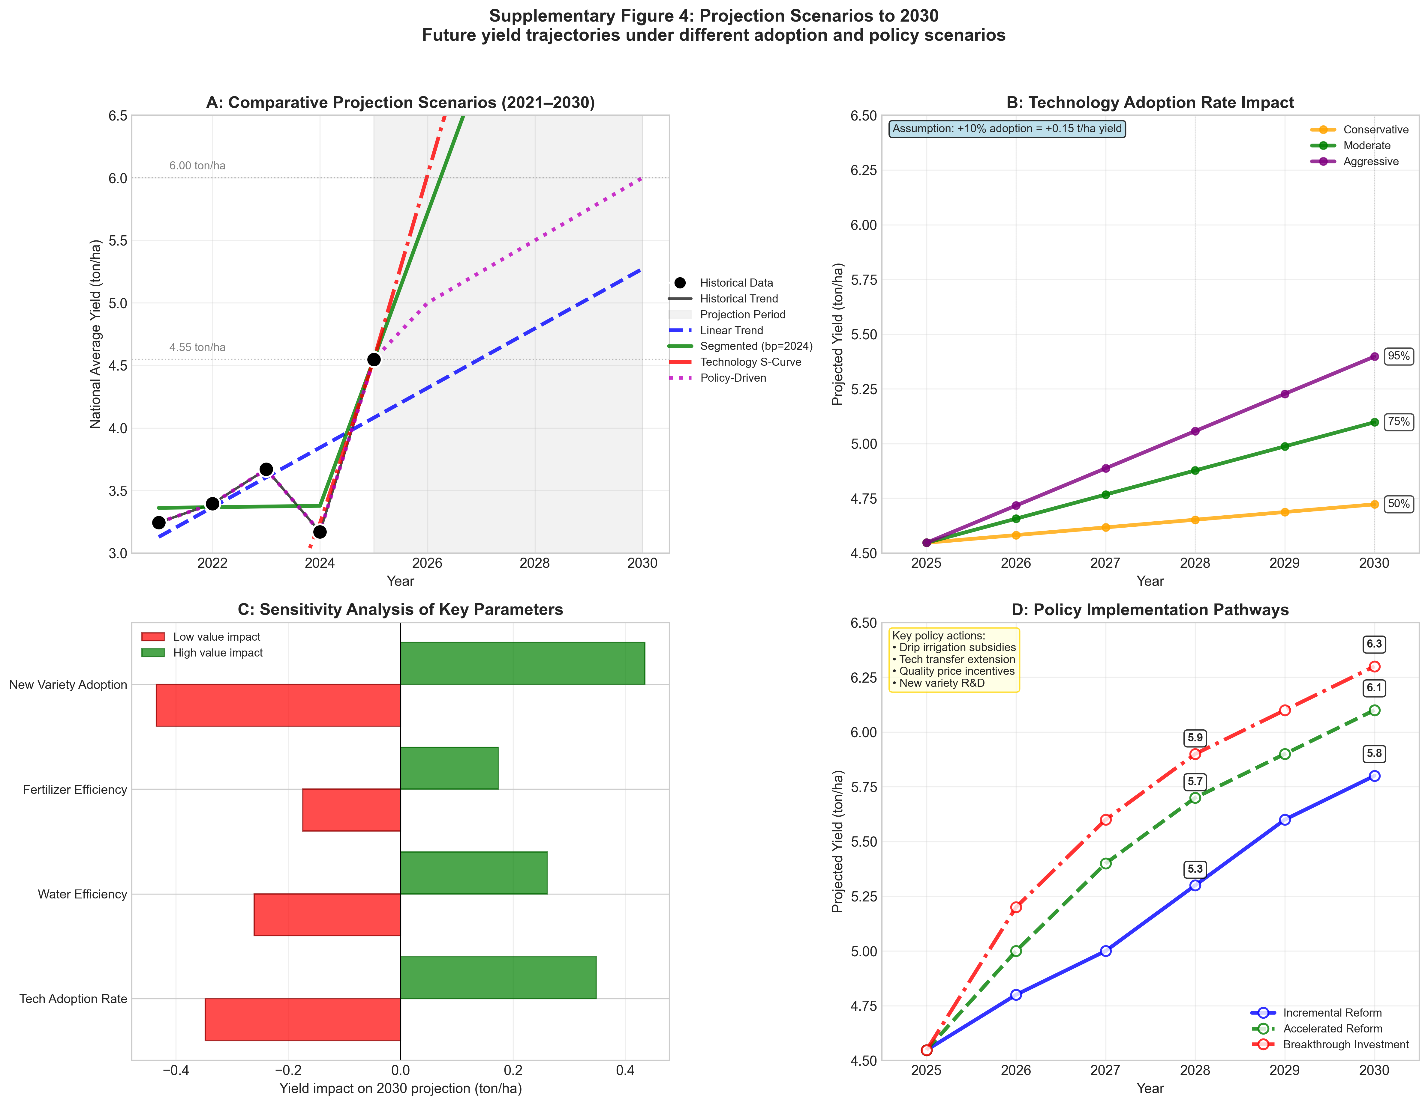 Supplementary Figure 4: Projection Scenarios to 2030
Future yield trajectories under different adoption and policy scenarios
A: Comparative Projection Scenarios (2021–2030)
National Average Yield (ton/ha)
6.5
6.0
5.5
5.0
4.5
4.0
3.5
3.0
6.00 ton/ha
4.55 ton/ha
2022
2024
2026
2028
2030
Year
Historical Data
Historical Trend
Projection Period
Linear Trend
Segmented (bp=2024)
Technology S-Curve
Policy-Driven
B: Technology Adoption Rate Impact
Projected Yield (ton/ha)
6.50
6.25
6.00
5.75
5.50
5.25
5.00
4.75
4.50
Assumption: +10% adoption = +0.15 t/ha yield
Conservative
Moderate
Aggressive
95%
75%
50%
2025
2026
2027
2028
2029
2030
Year
C: Sensitivity Analysis of Key Parameters
Low value impact
High value impact
New Variety Adoption
Fertilizer Efficiency
Water Efficiency
Tech Adoption Rate
−0.4
−0.2
0.0
0.2
0.4
Yield impact on 2030 projection (ton/ha)
D: Policy Implementation Pathways
Projected Yield (ton/ha)
6.50
6.25
6.00
5.75
5.50
5.25
5.00
4.75
4.50
Key policy actions:
• Drip irrigation subsidies
• Tech transfer extension
• Quality price incentives
• New variety R&D
6.3
6.1
5.9
5.8
5.7
5.3
Incremental Reform
Accelerated Reform
Breakthrough Investment
2025
2026
2027
2028
2029
2030
Year